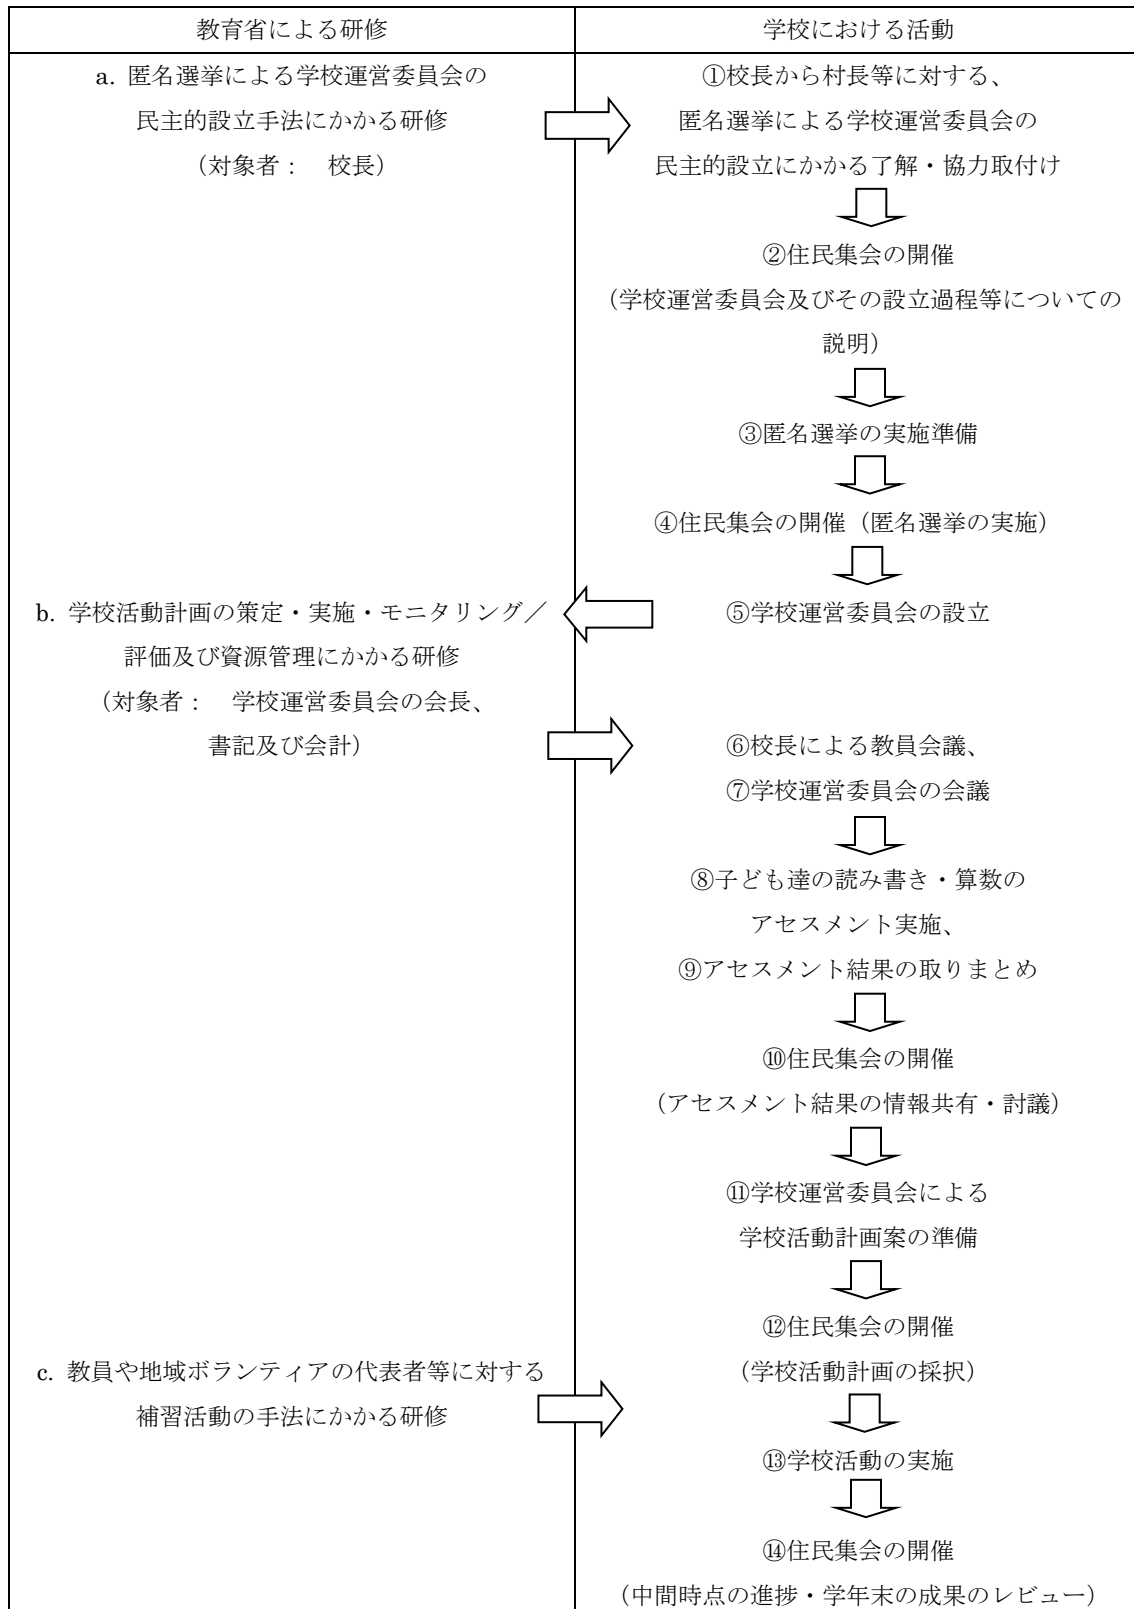 教育省による研修
学校における活動
a. 匿名選挙による学校運営委員会の
民主的設立手法にかかる研修
（対象者：　校長）
①校長から村長等に対する、
匿名選挙による学校運営委員会の
民主的設立にかかる了解・協力取付け
②住民集会の開催
（学校運営委員会及びその設立過程等についての
説明）
③匿名選挙の実施準備
④住民集会の開催（匿名選挙の実施）
⑤学校運営委員会の設立
b. 学校活動計画の策定・実施・モニタリング／
評価及び資源管理にかかる研修
（対象者：　学校運営委員会の会長、
書記及び会計）
⑥校長による教員会議、
⑦学校運営委員会の会議
⑧子ども達の読み書き・算数の
アセスメント実施、
⑨アセスメント結果の取りまとめ
⑩住民集会の開催
（アセスメント結果の情報共有・討議）
⑪学校運営委員会による
学校活動計画案の準備
⑫住民集会の開催
（学校活動計画の採択）
c. 教員や地域ボランティアの代表者等に対する
補習活動の手法にかかる研修
⑬学校活動の実施
⑭住民集会の開催
（中間時点の進捗・学年末の成果のレビュー）